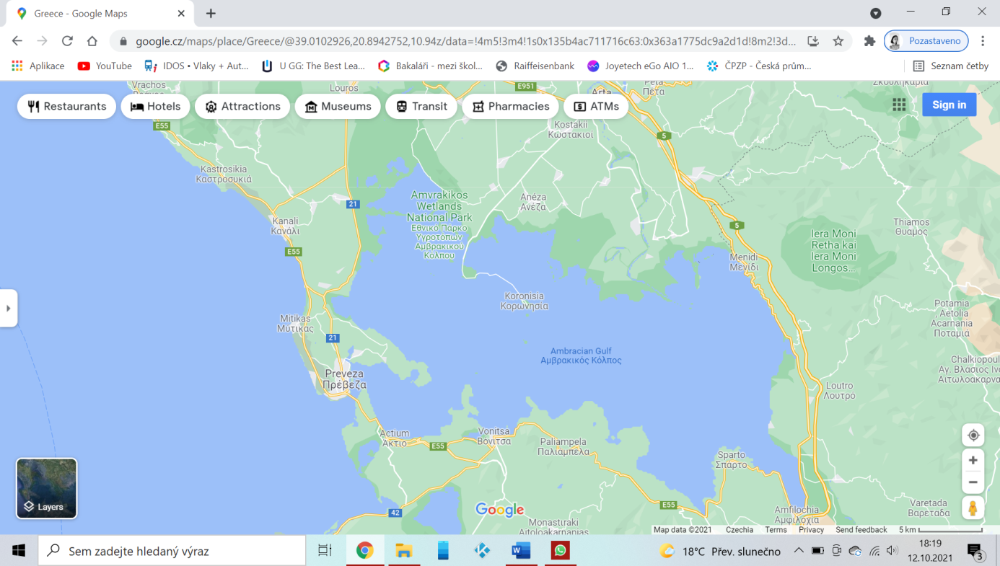 Greece - Google Maps
google.cz/maps/place/Greece/@39.0102926,20.8942752,10.94z/data=!4m5!3m4!1s0x135b4ac711716c63:0x363a1775dc9a2d1d!8m2!3d...
Pozastaveno
Aplikace
YouTube
IDOS • Vlaky + Aut...
U GG: The Best Lea...
Bakaláři - mezi škol...
Raiffeisenbank
Joyetech eGo AIO 1...
ČPZP - Česká prům...
Seznam četby
Vrachos
Louros
E951
Arta
Peta
Πέτα
Restaurants
Hotels
Attractions
Museums
Transit
Pharmacies
ATMs
Sign in
E55
Kostakii
Κωστακιοί
5
Kastrosikia
Καστροσυκιά
21
Amvrakikos
Wetlands
National Park
Εθνικό Πάρκο
Υγροτόπων
Αμβρακικού
Κόλπου
Anéza
Ανέζα
Kanali
Κανάλι
E55
5
Thiamos
Θύαμος
Iera Moni
Retha kai
Iera Moni
Longos...
Menidi
Μενίδι
Koronisia
Κορωνησία
Potamia
, Aetolia
Acarnania
Ποταμιά
Mitikas
Μύτικας
21
Ambracian Gulf
Αμβρακικός Κόλπος
Chalkiopoul
Αγ. Βλάσιος Ιν
Αιτωλοακαρνα
Preveza
Πρέβεζα
Loutro
Λουτρό
Actium
Άκτιο
E55
Vonitsa
Βόνιτσα
Paliampela
Παλιάμπελα
Sparto
Σπάρτο
Layers
42
Google
E55
Amfilochia
Αμφιλοχία
Varetada
Βαρετάδα
Monastiraki
Aitoloakarnanias
Map data ©2021
Czechia
Terms
Privacy
Send feedback
5 km
Sem zadejte hledaný výraz
18°C Přev. slunečno
18:19
12.10.2021
3